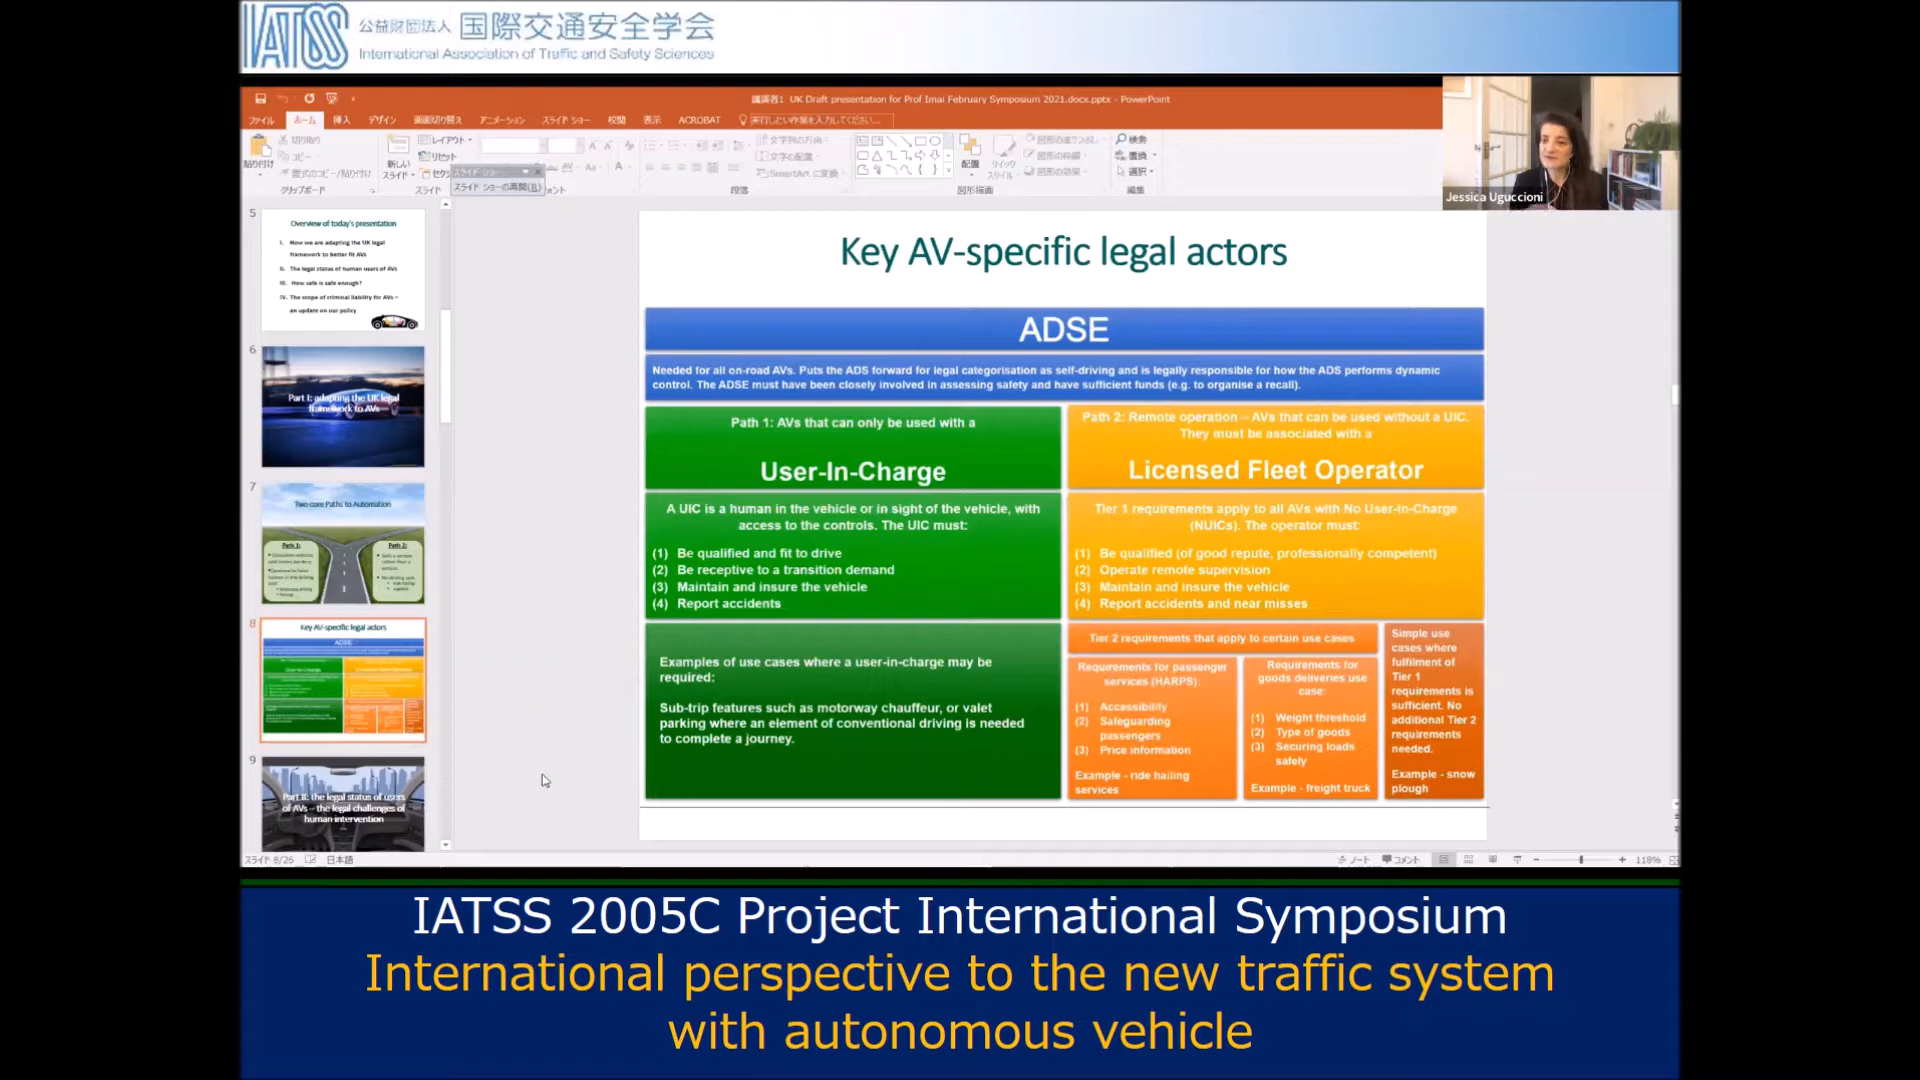 IATSS
公益財団法人 国際交通安全学会
International Association of Traffic and Safety Sciences
講演者1 UK Draft presentation for Prof Imai February Symposium 2021.docx.pptx - PowerPoint
ファイル ホーム 挿入 デザイン 画面切り替え アニメーション スライド ショー 校閲 表示 ACROBAT 実行したい作業を入力してください...
貼り付け
切り取り
コピー
書式のコピー/貼り付け
クリップボード
新しい
スライド
レイアウト
リセット
スライド
スライド ショー
スライド ショーの再開(R)
文字列の方向
文字の配置
SmartArt に変換
段落
配置
クイック
スタイル
図形の塗りつぶし
図形の枠線
図形の効果
図形描画
検索
置換
選択
編集
Jessica Uguccioni
5
Overview of today's presentation
I. How we are adapting the UK legal
framework to better fit AVs
II. The legal status of human users of AVs
III. How safe is safe enough?
IV. The scope of criminal liability for AVs –
an update on our policy
6
Part I: adapting the UK legal
framework to AVs
7
Two core Paths to Automation
Path 1:
Path 2:
8
Key AV-specific legal actors
ADSE
9
Part II: the legal status of users
of AVs – the legal challenges of
human intervention
Key AV-specific legal actors
ADSE
Needed for all on-road AVs. Puts the ADS forward for legal categorisation as self-driving and is legally responsible for how the ADS performs dynamic
control. The ADSE must have been closely involved in assessing safety and have sufficient funds (e.g. to organise a recall).
Path 1: AVs that can only be used with a
User-In-Charge
A UIC is a human in the vehicle or in sight of the vehicle, with
access to the controls. The UIC must:
(1) Be qualified and fit to drive
(2) Be receptive to a transition demand
(3) Maintain and insure the vehicle
(4) Report accidents
Examples of use cases where a user-in-charge may be
required:
Sub-trip features such as motorway chauffeur, or valet
parking where an element of conventional driving is needed
to complete a journey.
Path 2: Remote operation – AVs that can be used without a UIC.
They must be associated with a
Licensed Fleet Operator
Tier 1 requirements apply to all AVs with No User-In-Charge
(NUICs). The operator must:
(1) Be qualified (of good repute, professionally competent)
(2) Operate remote supervision
(3) Maintain and insure the vehicle
(4) Report accidents and near misses
Tier 2 requirements that apply to certain use cases
Requirements for passenger
services (HARPS):
(1) Accessibility
(2) Safeguarding
passengers
(3) Price information
Example - ride hailing
services
Requirements for
goods deliveries use
case:
(1) Weight threshold
(2) Type of goods
(3) Securing loads
safely
Example - freight truck
Simple use
cases where
fulfilment of
Tier 1
requirements is
sufficient. No
additional Tier 2
requirements
needed.
Example - snow
plough
スライド 8/26 日本語
ノート コメント 118%
IATSS 2005C Project International Symposium
International perspective to the new traffic system
with autonomous vehicle